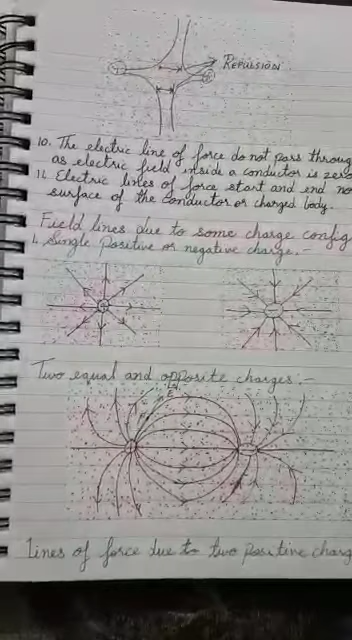 REPULSION
10. The electric line of force do not pass throug
as electric field inside a conductor is zero
11. Electric lines of force start and end no
surface of the conductor or charged body.
Field lines due to some charge config
1. Single Positive or negative charge.-
Two equal and opposite charges.-
E
Lines of force due to two positive charg